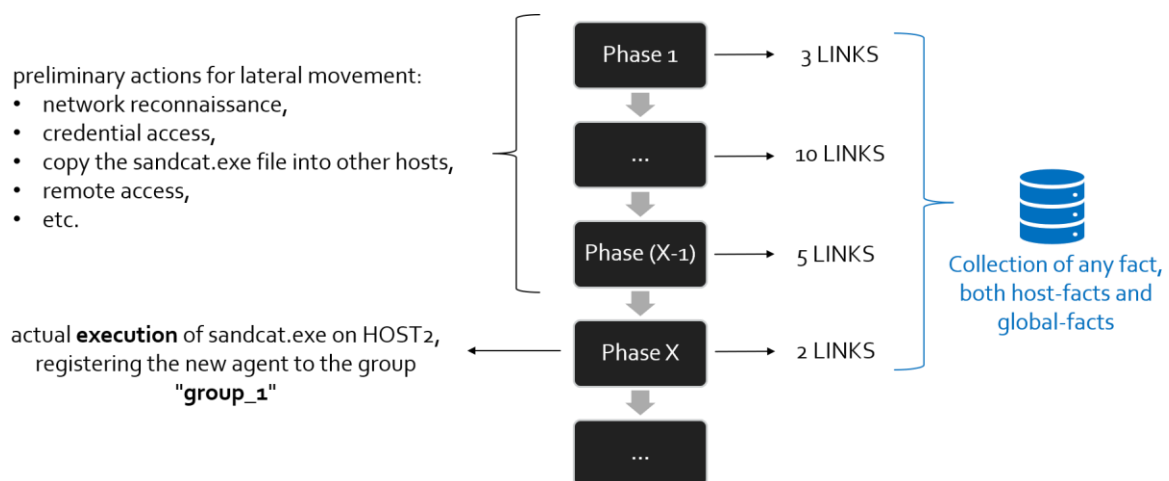 preliminary actions for lateral movement:
• network reconnaissance,
• credential access,
• copy the sandcat.exe file into other hosts,
• remote access,
• etc.
actual execution of sandcat.exe on HOST2,
registering the new agent to the group
"group_1"
Phase 1
...
Phase (X-1)
Phase X
...
3 LINKS
10 LINKS
5 LINKS
2 LINKS
Collection of any fact,
both host-facts and
global-facts